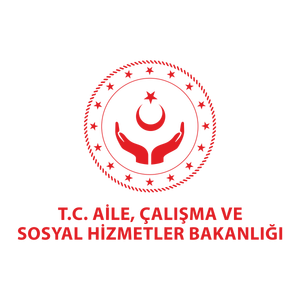 T.C. AİLE, ÇALIŞMA VE
SOSYAL HİZMETLER BAKANLIĞI